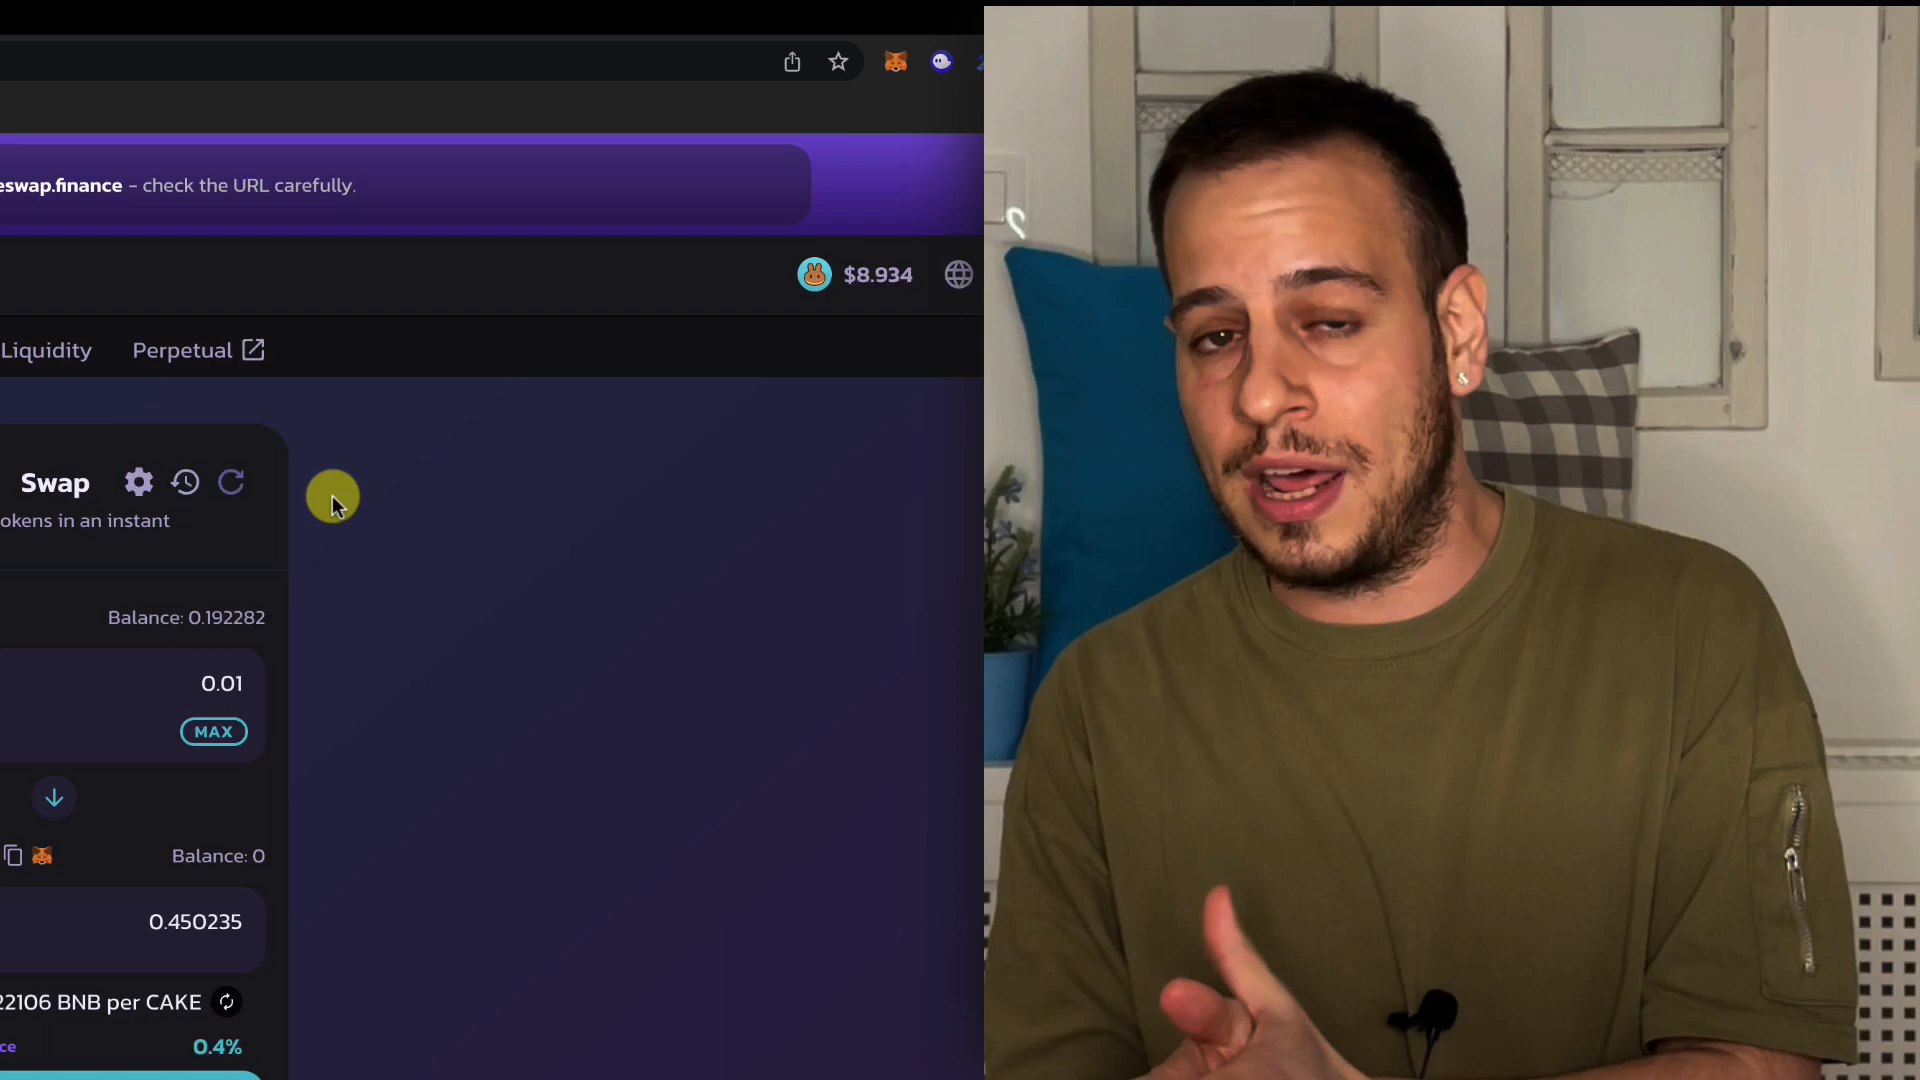 eswap.finance - check the URL carefully.
$8.934
Liquidity
Perpetual
Swap
okens in an instant
Balance: 0.192282
0.01
MAX
Balance: 0
0.450235
22106 BNB per CAKE
ce
0.4%